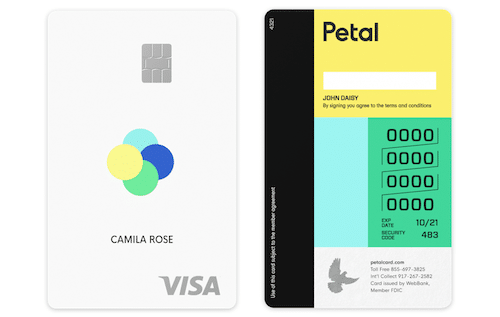 CAMILA ROSE
VISA
4321
Use of this card subject to the member agreement
Petal
JOHN DAISY
By signing you agree to the terms and conditions
0000
0000
0000
0000
EXP DATE 10/21
SECURITY CODE 483
petalcard.com
Toll Free 855-697-3825
Int'l Collect 917-267-2582
Card issued by WebBank,
Member FDIC